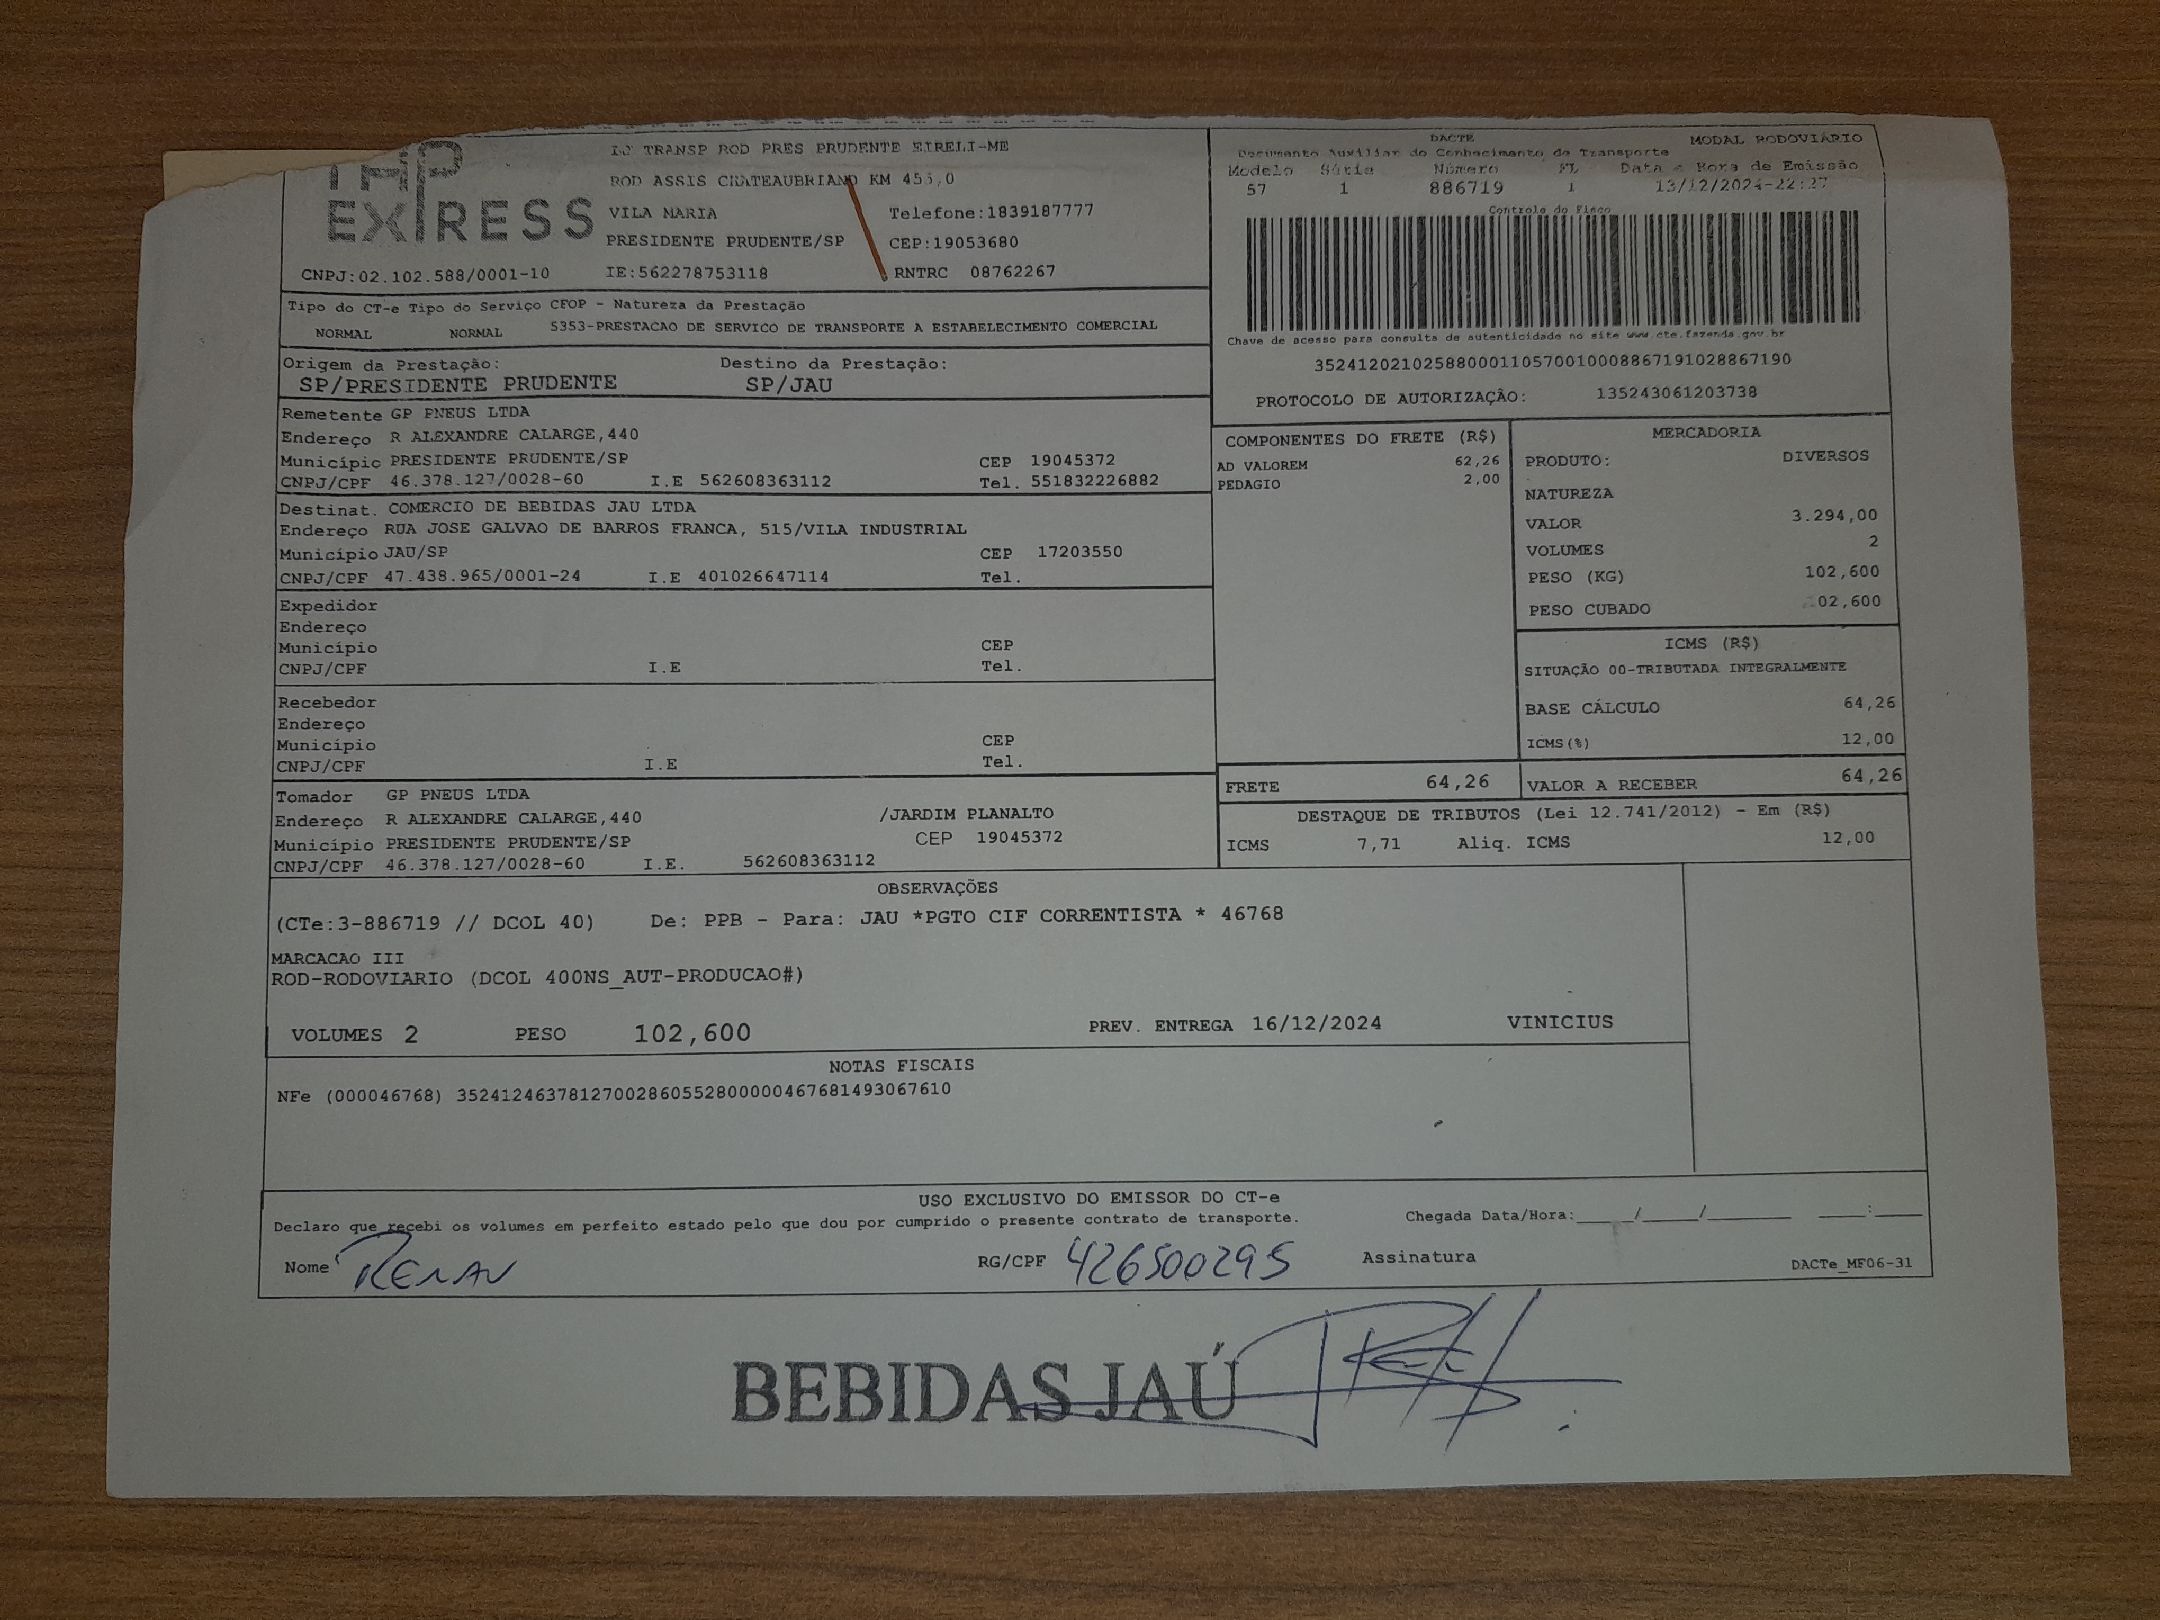 EXPRESS
TRANSP ROD PRES PRUDENTE EIRELI-ME
ROD ASSIS CHATEAUBRIAND KM 455,0
VILA MARIA Telefone:1839187777
PRESIDENTE PRUDENTE/SP CEP:19053680
CNPJ:02.102.588/0001-10 IE:562278753118 RNTRC 08762267
DACTE MODAL RODOVIÁRIO
Documento Auxiliar do Conhecimento de Transporte
Modelo Série Número FL Data e Hora de Emissão
57 1 886719 1 13/12/2024-22:27
Controle do Fisco
Chave de acesso para consulta de autenticidade no site www.cte.fazenda.gov.br
35241202102588000110570010008867191028867190
PROTOCOLO DE AUTORIZAÇÃO: 135243061203738
Tipo do CT-e Tipo do Serviço CFOP - Natureza da Prestação
NORMAL NORMAL 5353-PRESTACAO DE SERVICO DE TRANSPORTE A ESTABELECIMENTO COMERCIAL
Origem da Prestação: Destino da Prestação:
SP/PRESIDENTE PRUDENTE SP/JAU
Remetente GP PNEUS LTDA
Endereço R ALEXANDRE CALARGE,440
Município PRESIDENTE PRUDENTE/SP CEP 19045372
CNPJ/CPF 46.378.127/0028-60 I.E 562608363112 Tel. 551832226882
Destinat. COMERCIO DE BEBIDAS JAU LTDA
Endereço RUA JOSE GALVAO DE BARROS FRANCA, 515/VILA INDUSTRIAL
Município JAU/SP CEP 17203550
CNPJ/CPF 47.438.965/0001-24 I.E 401026647114 Tel.
Expedidor
Endereço
Município CEP
CNPJ/CPF I.E Tel.
Recebedor
Endereço
Município CEP
CNPJ/CPF I.E Tel.
Tomador GP PNEUS LTDA
Endereço R ALEXANDRE CALARGE,440 /JARDIM PLANALTO
Município PRESIDENTE PRUDENTE/SP CEP 19045372
CNPJ/CPF 46.378.127/0028-60 I.E. 562608363112
COMPONENTES DO FRETE (R$)
AD VALOREM 62,26
PEDAGIO 2,00
MERCADORIA
PRODUTO: DIVERSOS
NATUREZA
VALOR 3.294,00
VOLUMES 2
PESO (KG) 102,600
PESO CUBADO 02,600
ICMS (R$)
SITUAÇÃO 00-TRIBUTADA INTEGRALMENTE
BASE CÁLCULO 64,26
ICMS(%) 12,00
FRETE 64,26 VALOR A RECEBER 64,26
DESTAQUE DE TRIBUTOS (Lei 12.741/2012) - Em (R$)
ICMS 7,71 Aliq. ICMS 12,00
OBSERVAÇÕES
(CTe:3-886719 // DCOL 40) De: PPB - Para: JAU *PGTO CIF CORRENTISTA * 46768
MARCACAO III
ROD-RODOVIARIO (DCOL 400NS_AUT-PRODUCAO#)
VOLUMES 2 PESO 102,600 PREV. ENTREGA 16/12/2024 VINICIUS
NOTAS FISCAIS
NFe (000046768) 35241246378127002860552800000467681493067610
USO EXCLUSIVO DO EMISSOR DO CT-e
Declaro que recebi os volumes em perfeito estado pelo que dou por cumprido o presente contrato de transporte. Chegada Data/Hora:____/____/______ ____:____
Nome RENAN RG/CPF 426500295 Assinatura DACTe_MF06-31
BEBIDAS JAÚ